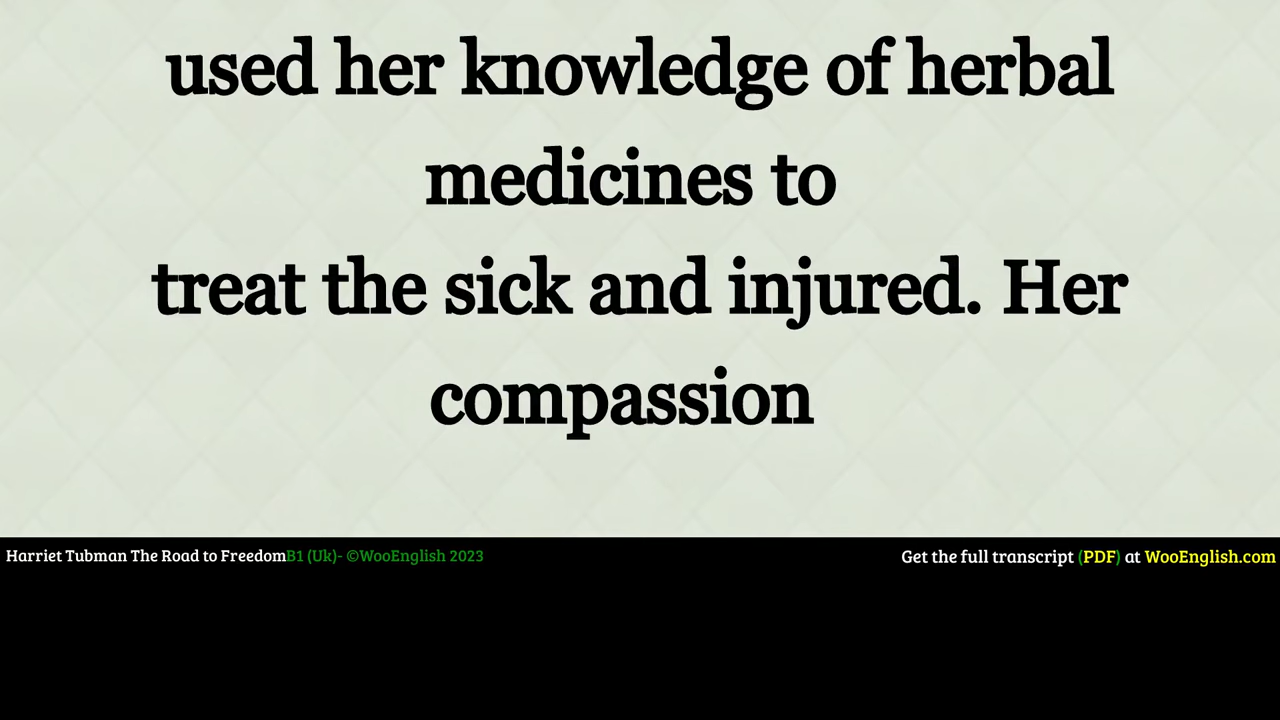 used her knowledge of herbal
medicines to
treat the sick and injured. Her
compassion
Harriet Tubman The Road to FreedomB1 (Uk)- ©WooEnglish 2023
Get the full transcript (PDF) at WooEnglish.com